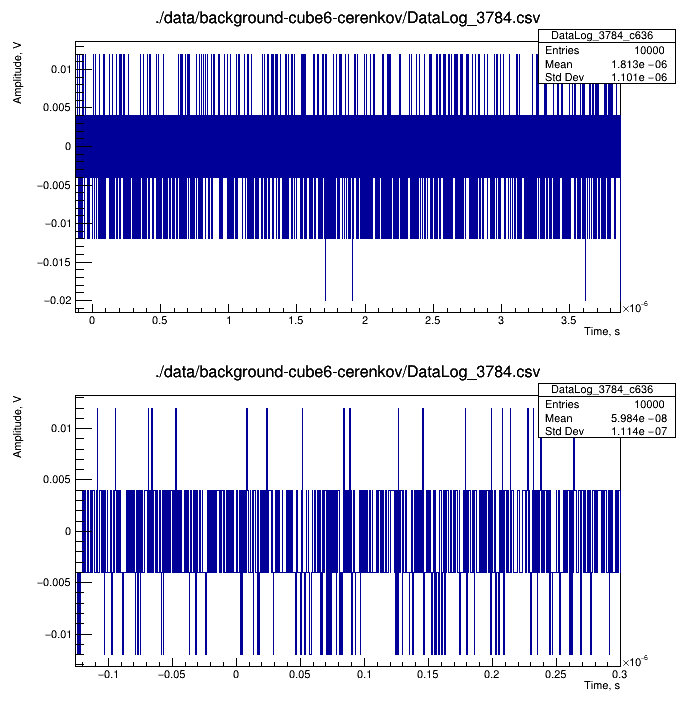 ./data/background-cube6-cerenkov/DataLog_3784.csv
Amplitude, V
DataLog_3784_c636
Entries 10000
Mean 1.813e −06
Std Dev 1.101e −06
0.01
0.005
0
−0.005
−0.01
−0.015
−0.02
0 0.5 1 1.5 2 2.5 3 3.5
×10⁻⁶
Time, s
./data/background-cube6-cerenkov/DataLog_3784.csv
Amplitude, V
DataLog_3784_c636
Entries 10000
Mean 5.984e −08
Std Dev 1.114e −07
0.01
0.005
0
−0.005
−0.01
−0.1 −0.05 0 0.05 0.1 0.15 0.2 0.25 0.3
×10⁻⁶
Time, s